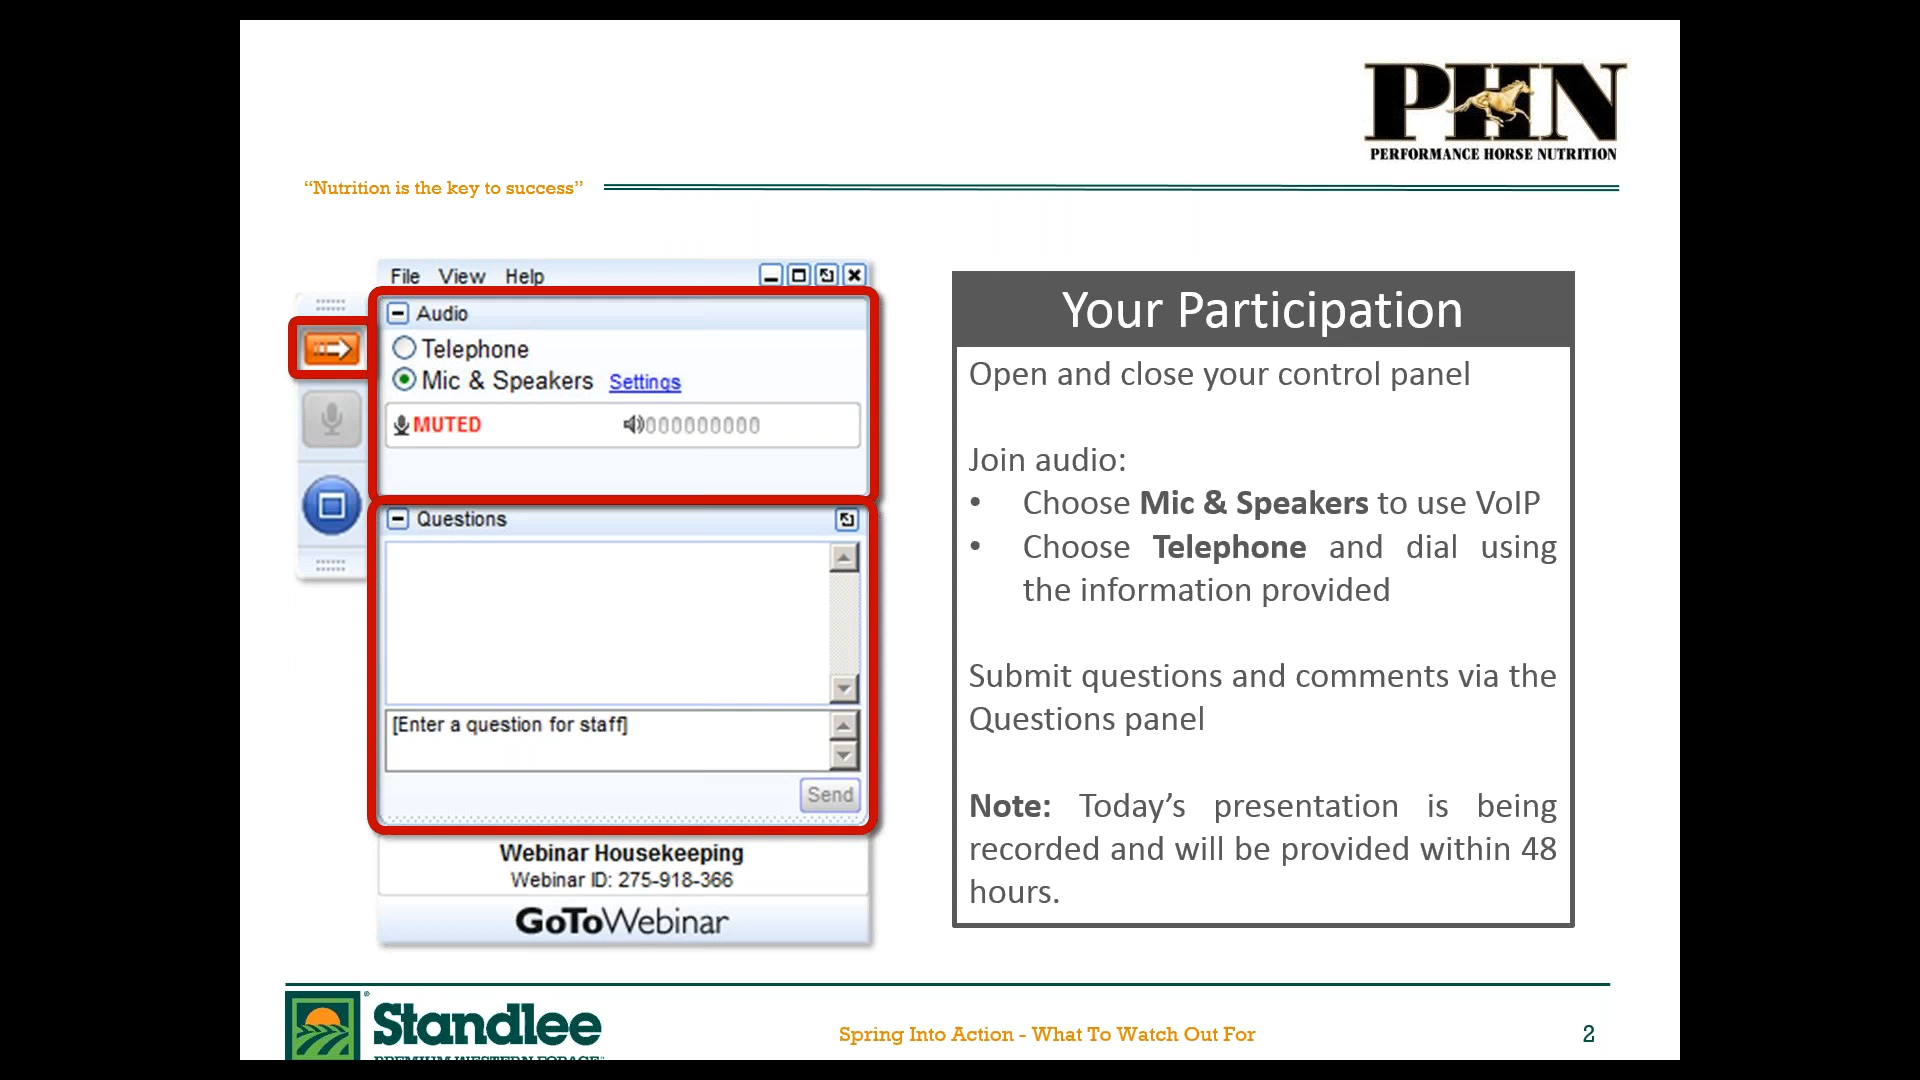 PHN
PERFORMANCE HORSE NUTRITION
“Nutrition is the key to success”
File View Help
Audio
Telephone
Mic & Speakers Settings
MUTED 000000000
Questions
[Enter a question for staff]
Send
Webinar Housekeeping
Webinar ID: 275-918-366
GoToWebinar
Your Participation
Open and close your control panel
Join audio:
• Choose Mic & Speakers to use VoIP
• Choose Telephone and dial using
the information provided
Submit questions and comments via the
Questions panel
Note: Today’s presentation is being
recorded and will be provided within 48
hours.
Standlee®
PREMIUM WESTERN FORAGE™
Spring Into Action - What To Watch Out For
2